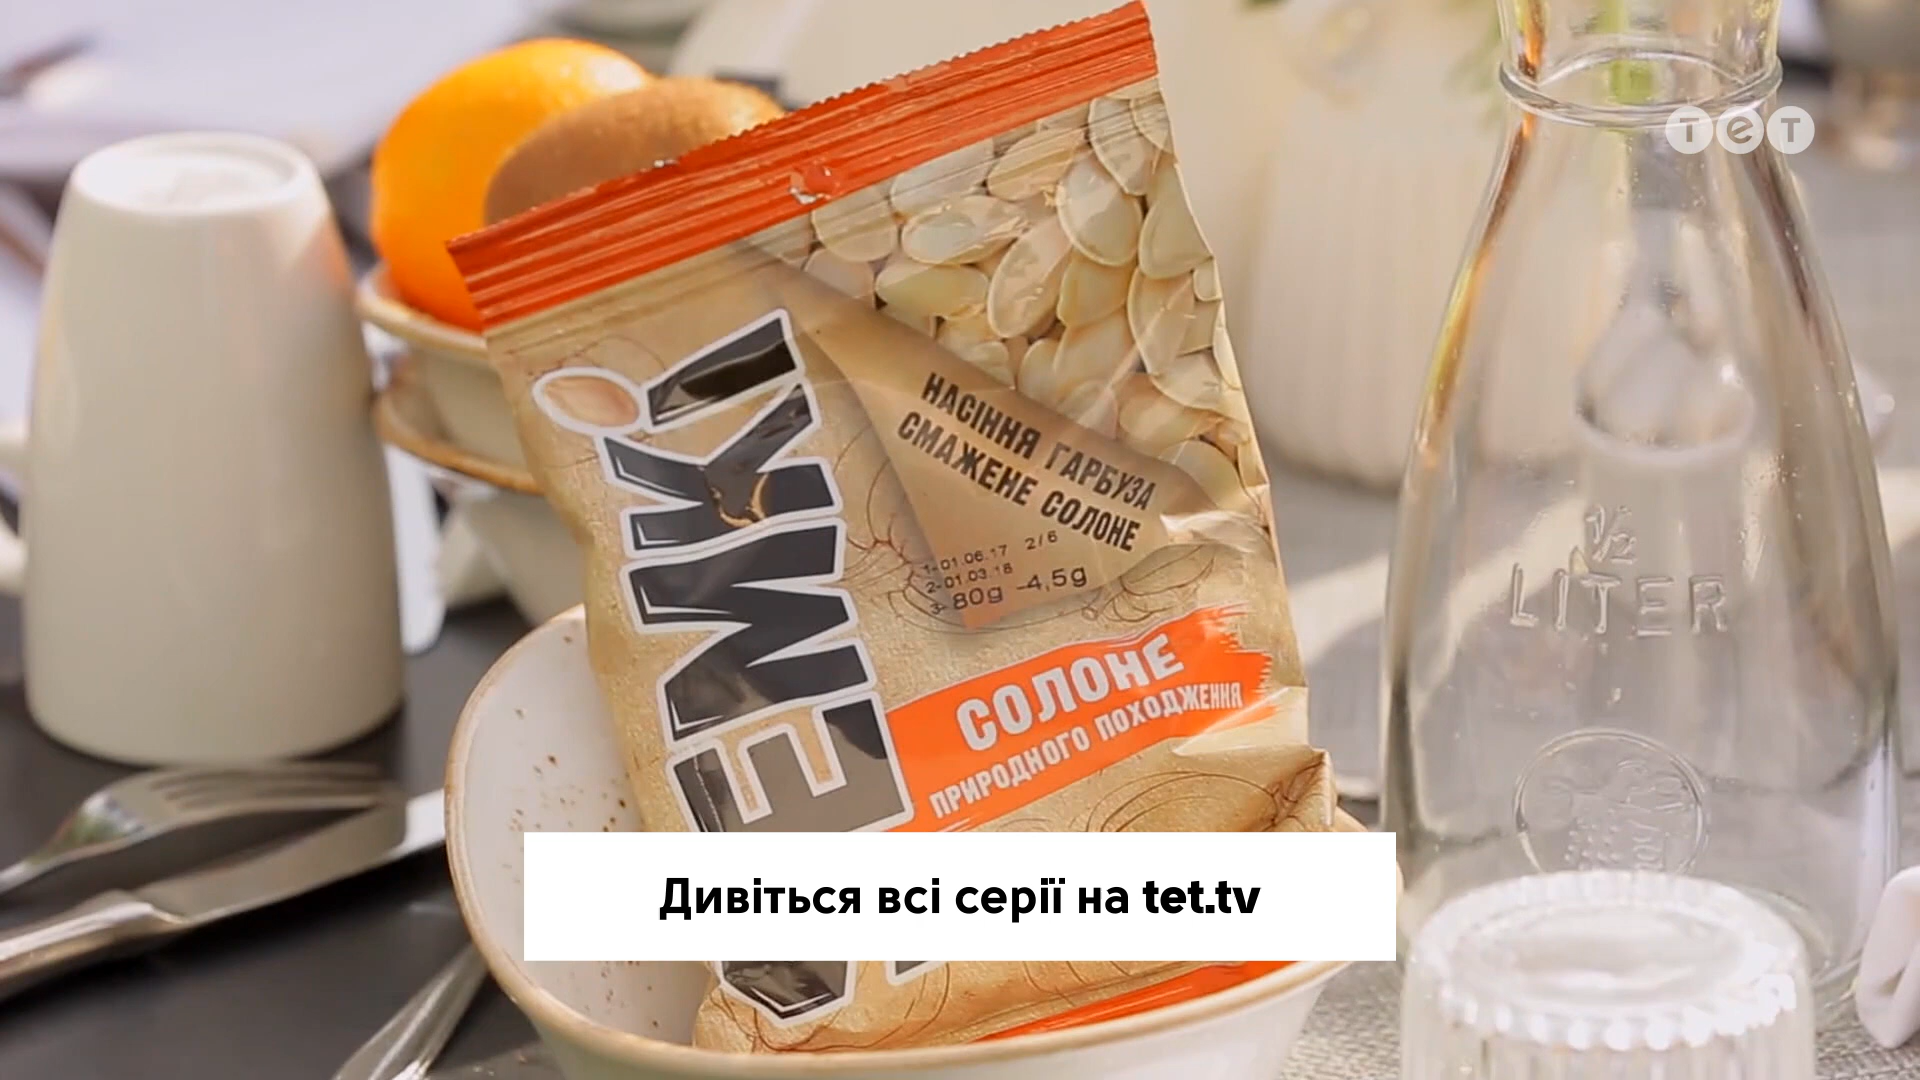 тет
НАСІННЯ ГАРБУЗА
СМАЖЕНЕ СОЛОНЕ
1-01.06.17 2/6
2-01.03.18
3-80g -4,5g
СОЛОНЕ
ПРИРОДНОГО ПОХОДЖЕННЯ
½
LITER
Дивіться всі серії на tet.tv